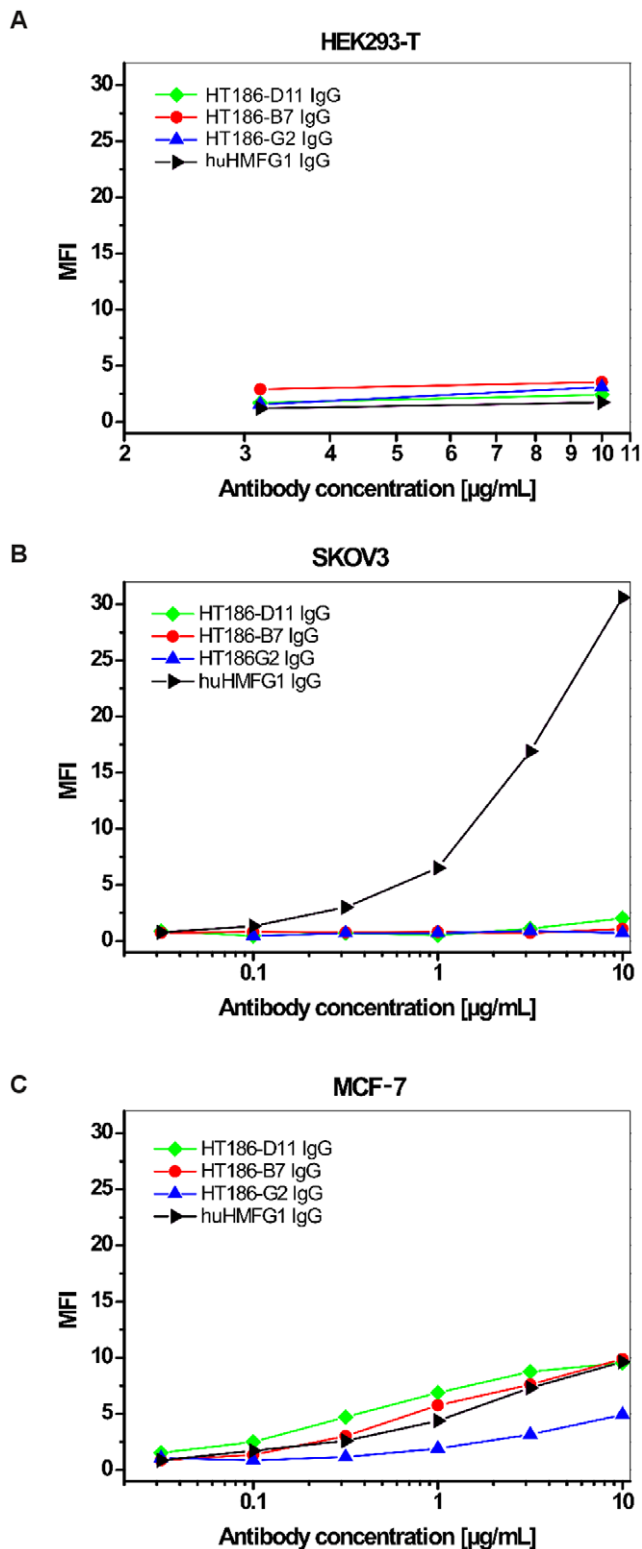 A
HEK293-T
30
25
20
15
10
5
0
MFI
HT186-D11 IgG
HT186-B7 IgG
HT186-G2 IgG
huHMFG1 IgG
2 3 4 5 6 7 8 9 10 11
Antibody concentration [µg/mL]
B
SKOV3
30
25
20
15
10
5
0
MFI
HT186-D11 IgG
HT186-B7 IgG
HT186G2 IgG
huHMFG1 IgG
0.1 1 10
Antibody concentration [µg/mL]
C
MCF-7
30
25
20
15
10
5
0
MFI
HT186-D11 IgG
HT186-B7 IgG
HT186-G2 IgG
huHMFG1 IgG
0.1 1 10
Antibody concentration [µg/mL]